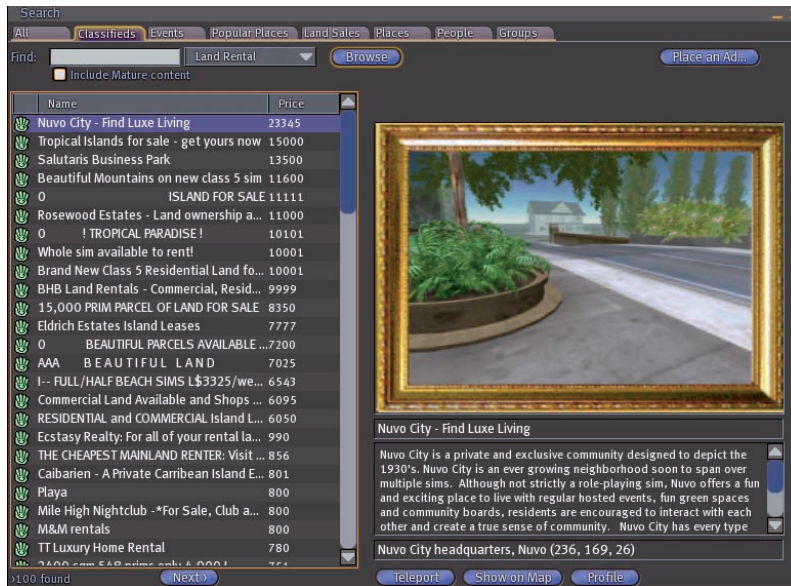 Search
All Classifieds Events Popular Places Land Sales Places People Groups
Find: Land Rental Browse Place an Ad...
Include Mature content
Name Price
Nuvo City - Find Luxe Living 23345
Tropical Islands for sale - get yours now 15000
Salutaris Business Park 13500
Beautiful Mountains on new class 5 sim 11600
0 ISLAND FOR SALE 11111
Rosewood Estates - Land ownership a... 11000
0 ! TROPICAL PARADISE ! 10101
Whole sim available to rent! 10001
Brand New Class 5 Residential Land fo... 10001
BHB Land Rentals - Commercial, Resid... 9999
15,000 PRIM PARCEL OF LAND FOR SALE 8350
Eldrich Estates Island Leases 7777
0 BEAUTIFUL PARCELS AVAILABLE ... 7200
AAA B E A U T I F U L L A N D 7025
I-- FULL/HALF BEACH SIMS L$3325/we... 6543
Commercial Land Available and Shops ... 6095
RESIDENTIAL and COMMERCIAL Island L... 6050
Ecstasy Realty: For all of your rental la... 990
THE CHEAPEST MAINLAND RENTER: Visit ... 856
Caibarien - A Private Carribean Island E... 801
Playa 800
Mile High Nightclub -*For Sale, Club a... 800
M&M rentals 800
TT Luxury Home Rental 780
>100 found Next>
Nuvo City - Find Luxe Living
Nuvo City is a private and exclusive community designed to depict the
1930's. Nuvo City is an ever growing neighborhood soon to span over
multiple sims. Although not strictly a role-playing sim, Nuvo offers a fun
and exciting place to live with regular hosted events, fun green spaces
and community boards, residents are encouraged to interact with each
other and create a true sense of community. Nuvo City has every type
Nuvo City headquarters, Nuvo (236, 169, 26)
Teleport Show on Map Profile